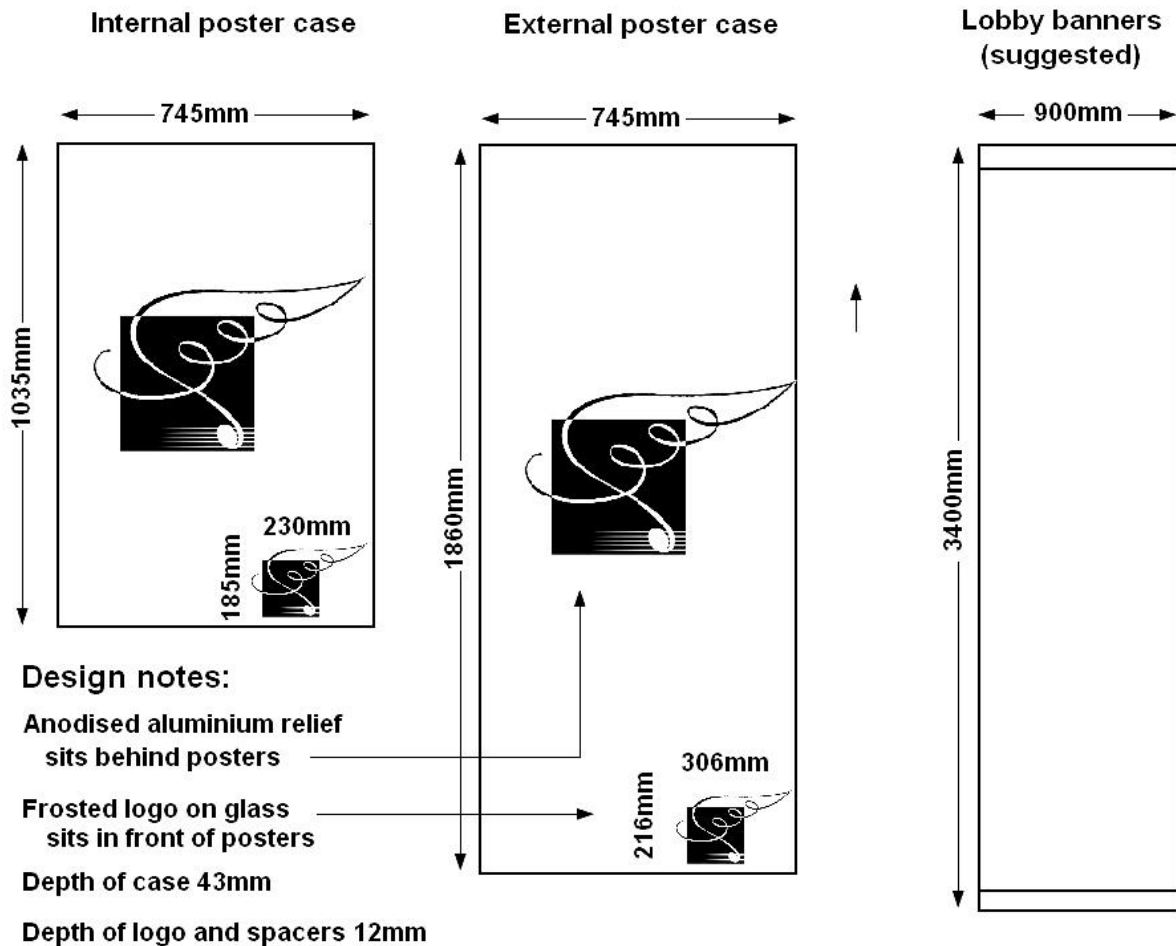 Internal poster case
External poster case
Lobby banners
(suggested)
745mm
745mm
900mm
1035mm
1860mm
3400mm
230mm
185mm
306mm
216mm
Design notes:
Anodised aluminium relief
sits behind posters
Frosted logo on glass
sits in front of posters
Depth of case 43mm
Depth of logo and spacers 12mm